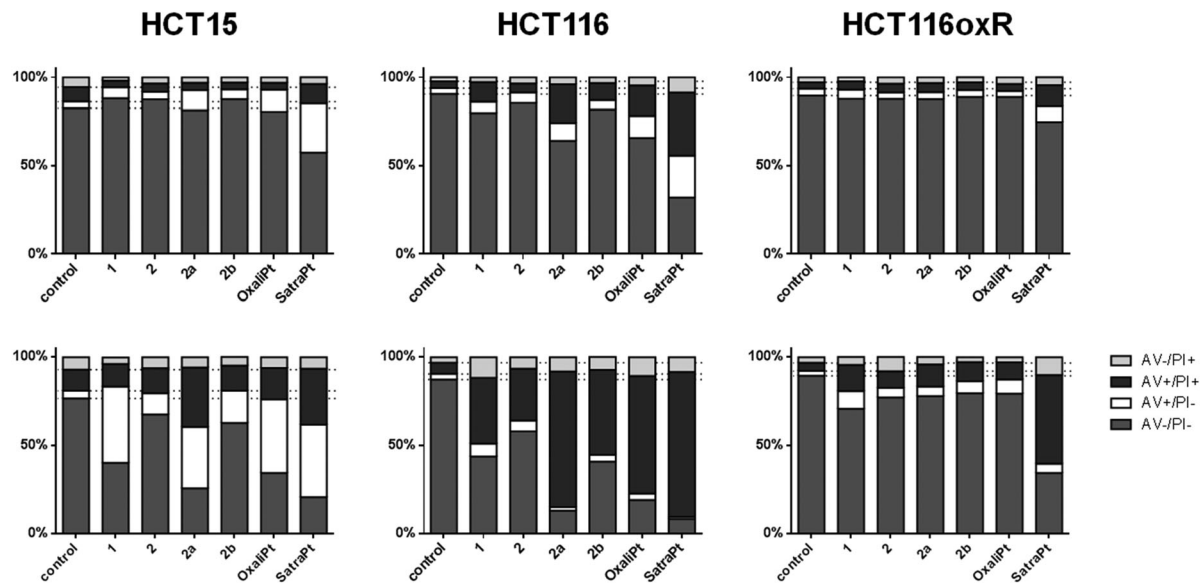 HCT15 HCT116 HCT116oxR
100% 100% 100%
50% 50% 50%
0% 0% 0%
control 1 2 2a 2b OxaliPt SatraPt control 1 2 2a 2b OxaliPt SatraPt control 1 2 2a 2b OxaliPt SatraPt
100% 100% 100%
AV-/PI+
AV+/PI+
AV+/PI-
50% 50% 50% AV-/PI-
0% 0% 0%
control 1 2 2a 2b OxaliPt SatraPt control 1 2 2a 2b OxaliPt SatraPt control 1 2 2a 2b OxaliPt SatraPt